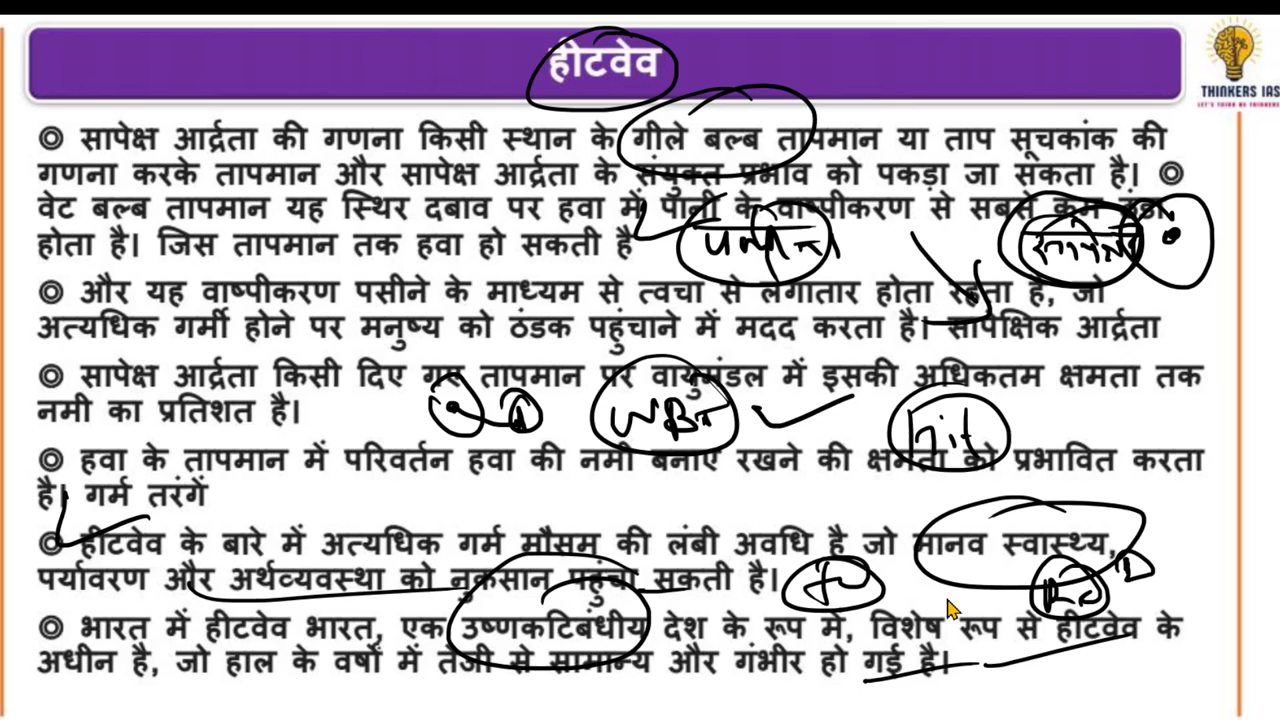 हीटवेव
THINKERS IAS
LET'S THINK BE THINKERS
◎ सापेक्ष आर्द्रता की गणना किसी स्थान के गीले बल्ब तापमान या ताप सूचकांक की
गणना करके तापमान और सापेक्ष आर्द्रता के संयुक्त प्रभाव को पकड़ा जा सकता है। ◎
वेट बल्ब तापमान यह स्थिर दबाव पर हवा में पानी के वाष्पीकरण से सबसे कम ठंडा
होता है। जिस तापमान तक हवा हो सकती है
◎ और यह वाष्पीकरण पसीने के माध्यम से त्वचा से लगातार होता रहता है, जो
अत्यधिक गर्मी होने पर मनुष्य को ठंडक पहुंचाने में मदद करता है। सापेक्षिक आर्द्रता
◎ सापेक्ष आर्द्रता किसी दिए गए तापमान पर वायुमंडल में इसकी अधिकतम क्षमता तक
नमी का प्रतिशत है।
WBT
◎ हवा के तापमान में परिवर्तन हवा की नमी बनाए रखने की क्षमता को प्रभावित करता
है। गर्म तरंगें
◎ हीटवेव के बारे में अत्यधिक गर्म मौसम की लंबी अवधि है जो मानव स्वास्थ्य,
पर्यावरण और अर्थव्यवस्था को नुकसान पहुंचा सकती है।
◎ भारत में हीटवेव भारत, एक उष्णकटिबंधीय देश के रूप में, विशेष रूप से हीटवेव के
अधीन है, जो हाल के वर्षों में तेजी से सामान्य और गंभीर हो गई है।